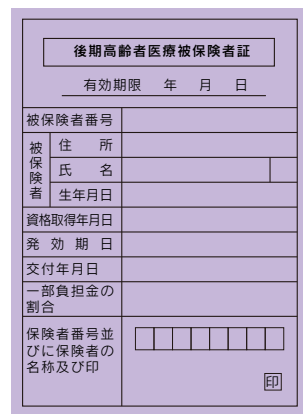 後期高齢者医療被保険者証
有効期限 年 月 日
被保険者番号
被保険者
住 所
氏 名
生年月日
資格取得年月日
発効期日
交付年月日
一部負担金の
割合
保険者番号並
びに保険者の
名称及び印
印